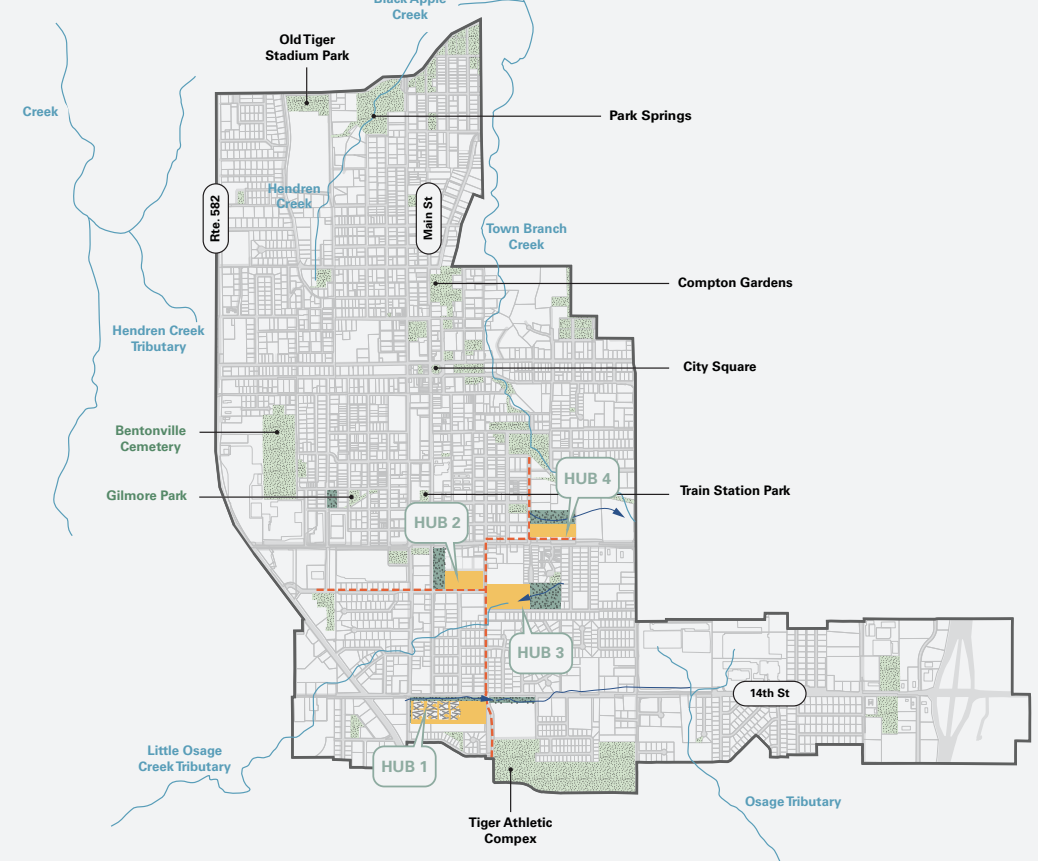 Black Apple
Creek
Old Tiger
Stadium Park
Creek
Park Springs
Hendren
Creek
Rte. 582
Main St
Town Branch
Creek
Compton Gardens
Hendren Creek
Tributary
City Square
Bentonville
Cemetery
HUB 4
Gilmore Park
Train Station Park
HUB 2
HUB 3
14th St
Little Osage
Creek Tributary
HUB 1
Osage Tributary
Tiger Athletic
Compex